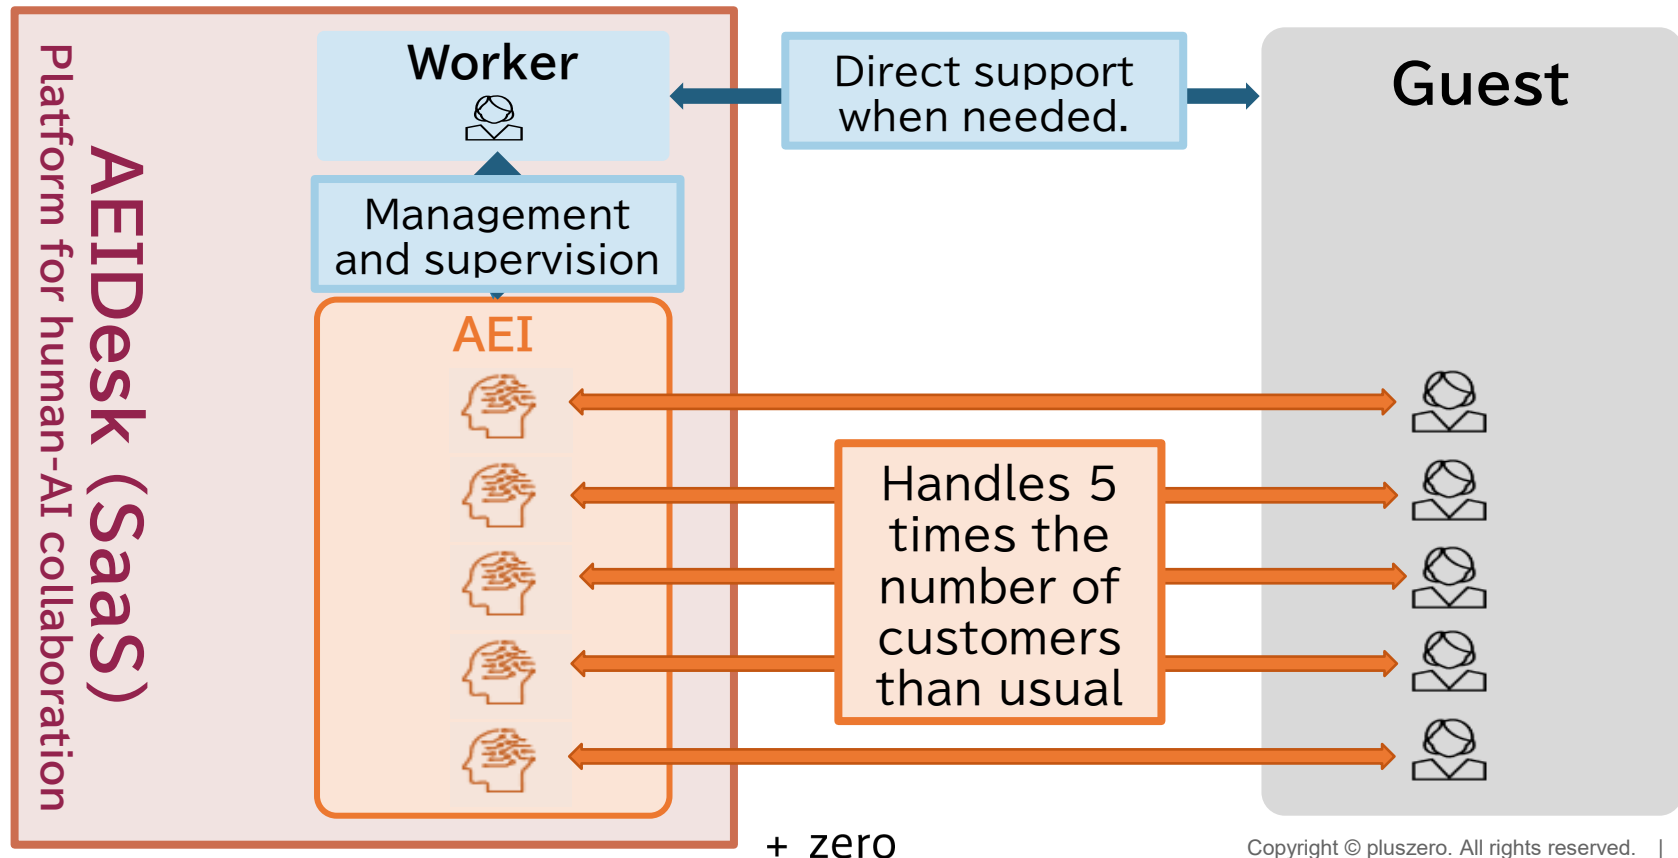 AEIDesk (SaaS)
Platform for human-AI collaboration
Worker
Direct support
when needed.
Guest
Management
and supervision
AEI
Handles 5
times the
number of
customers
than usual
+ zero
Copyright © pluszero. All rights reserved. |